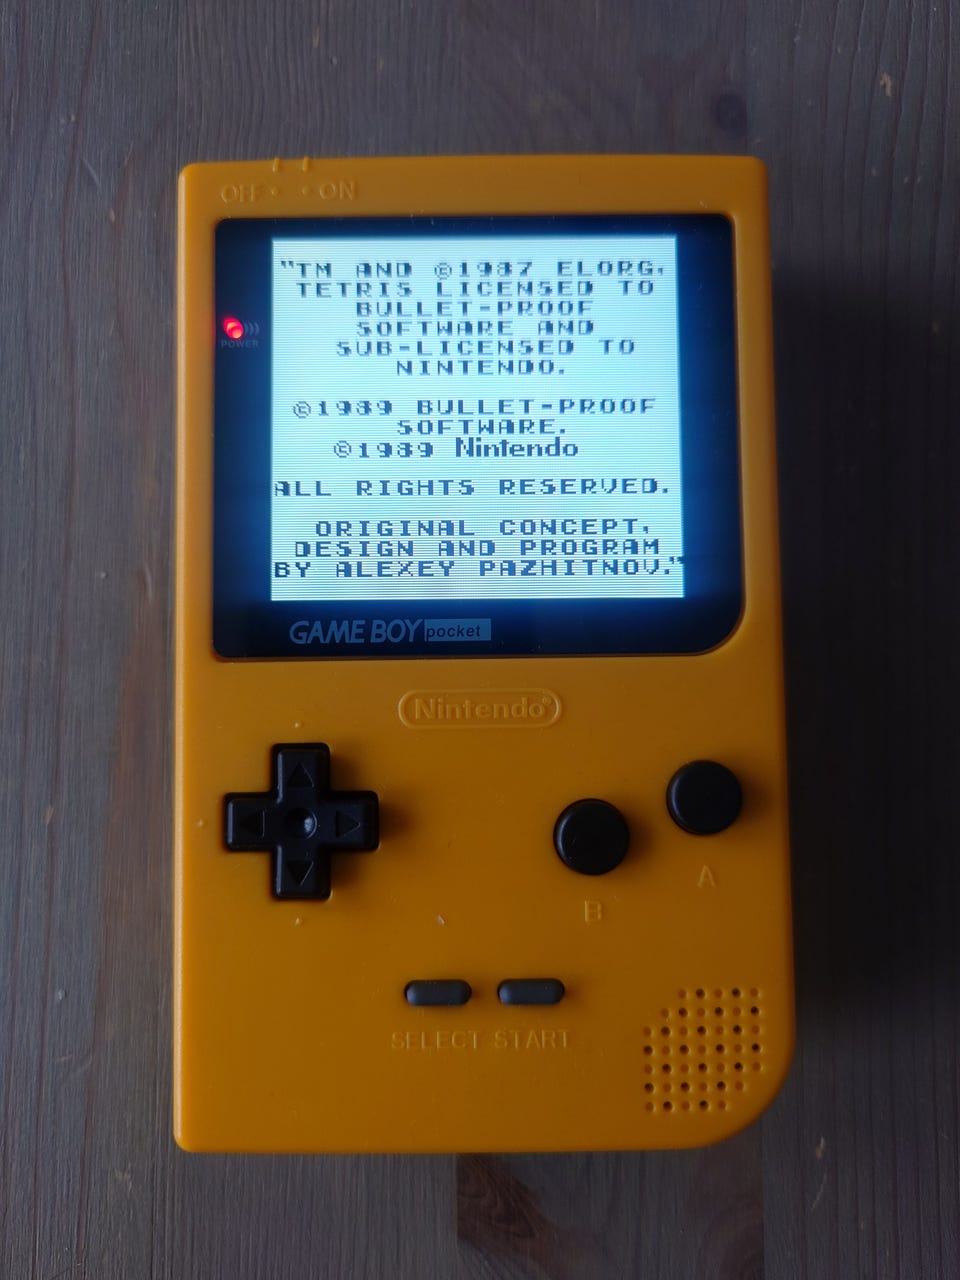 OFF ON
"TM AND ©1987 ELORG,
TETRIS LICENSED TO
BULLET-PROOF
SOFTWARE AND
SUB-LICENSED TO
NINTENDO.
©1989 BULLET-PROOF
SOFTWARE.
©1989 Nintendo
ALL RIGHTS RESERVED.
ORIGINAL CONCEPT,
DESIGN AND PROGRAM
BY ALEXEY PAZHITNOV."
POWER
GAME BOY pocket
Nintendo®
B
A
SELECT START